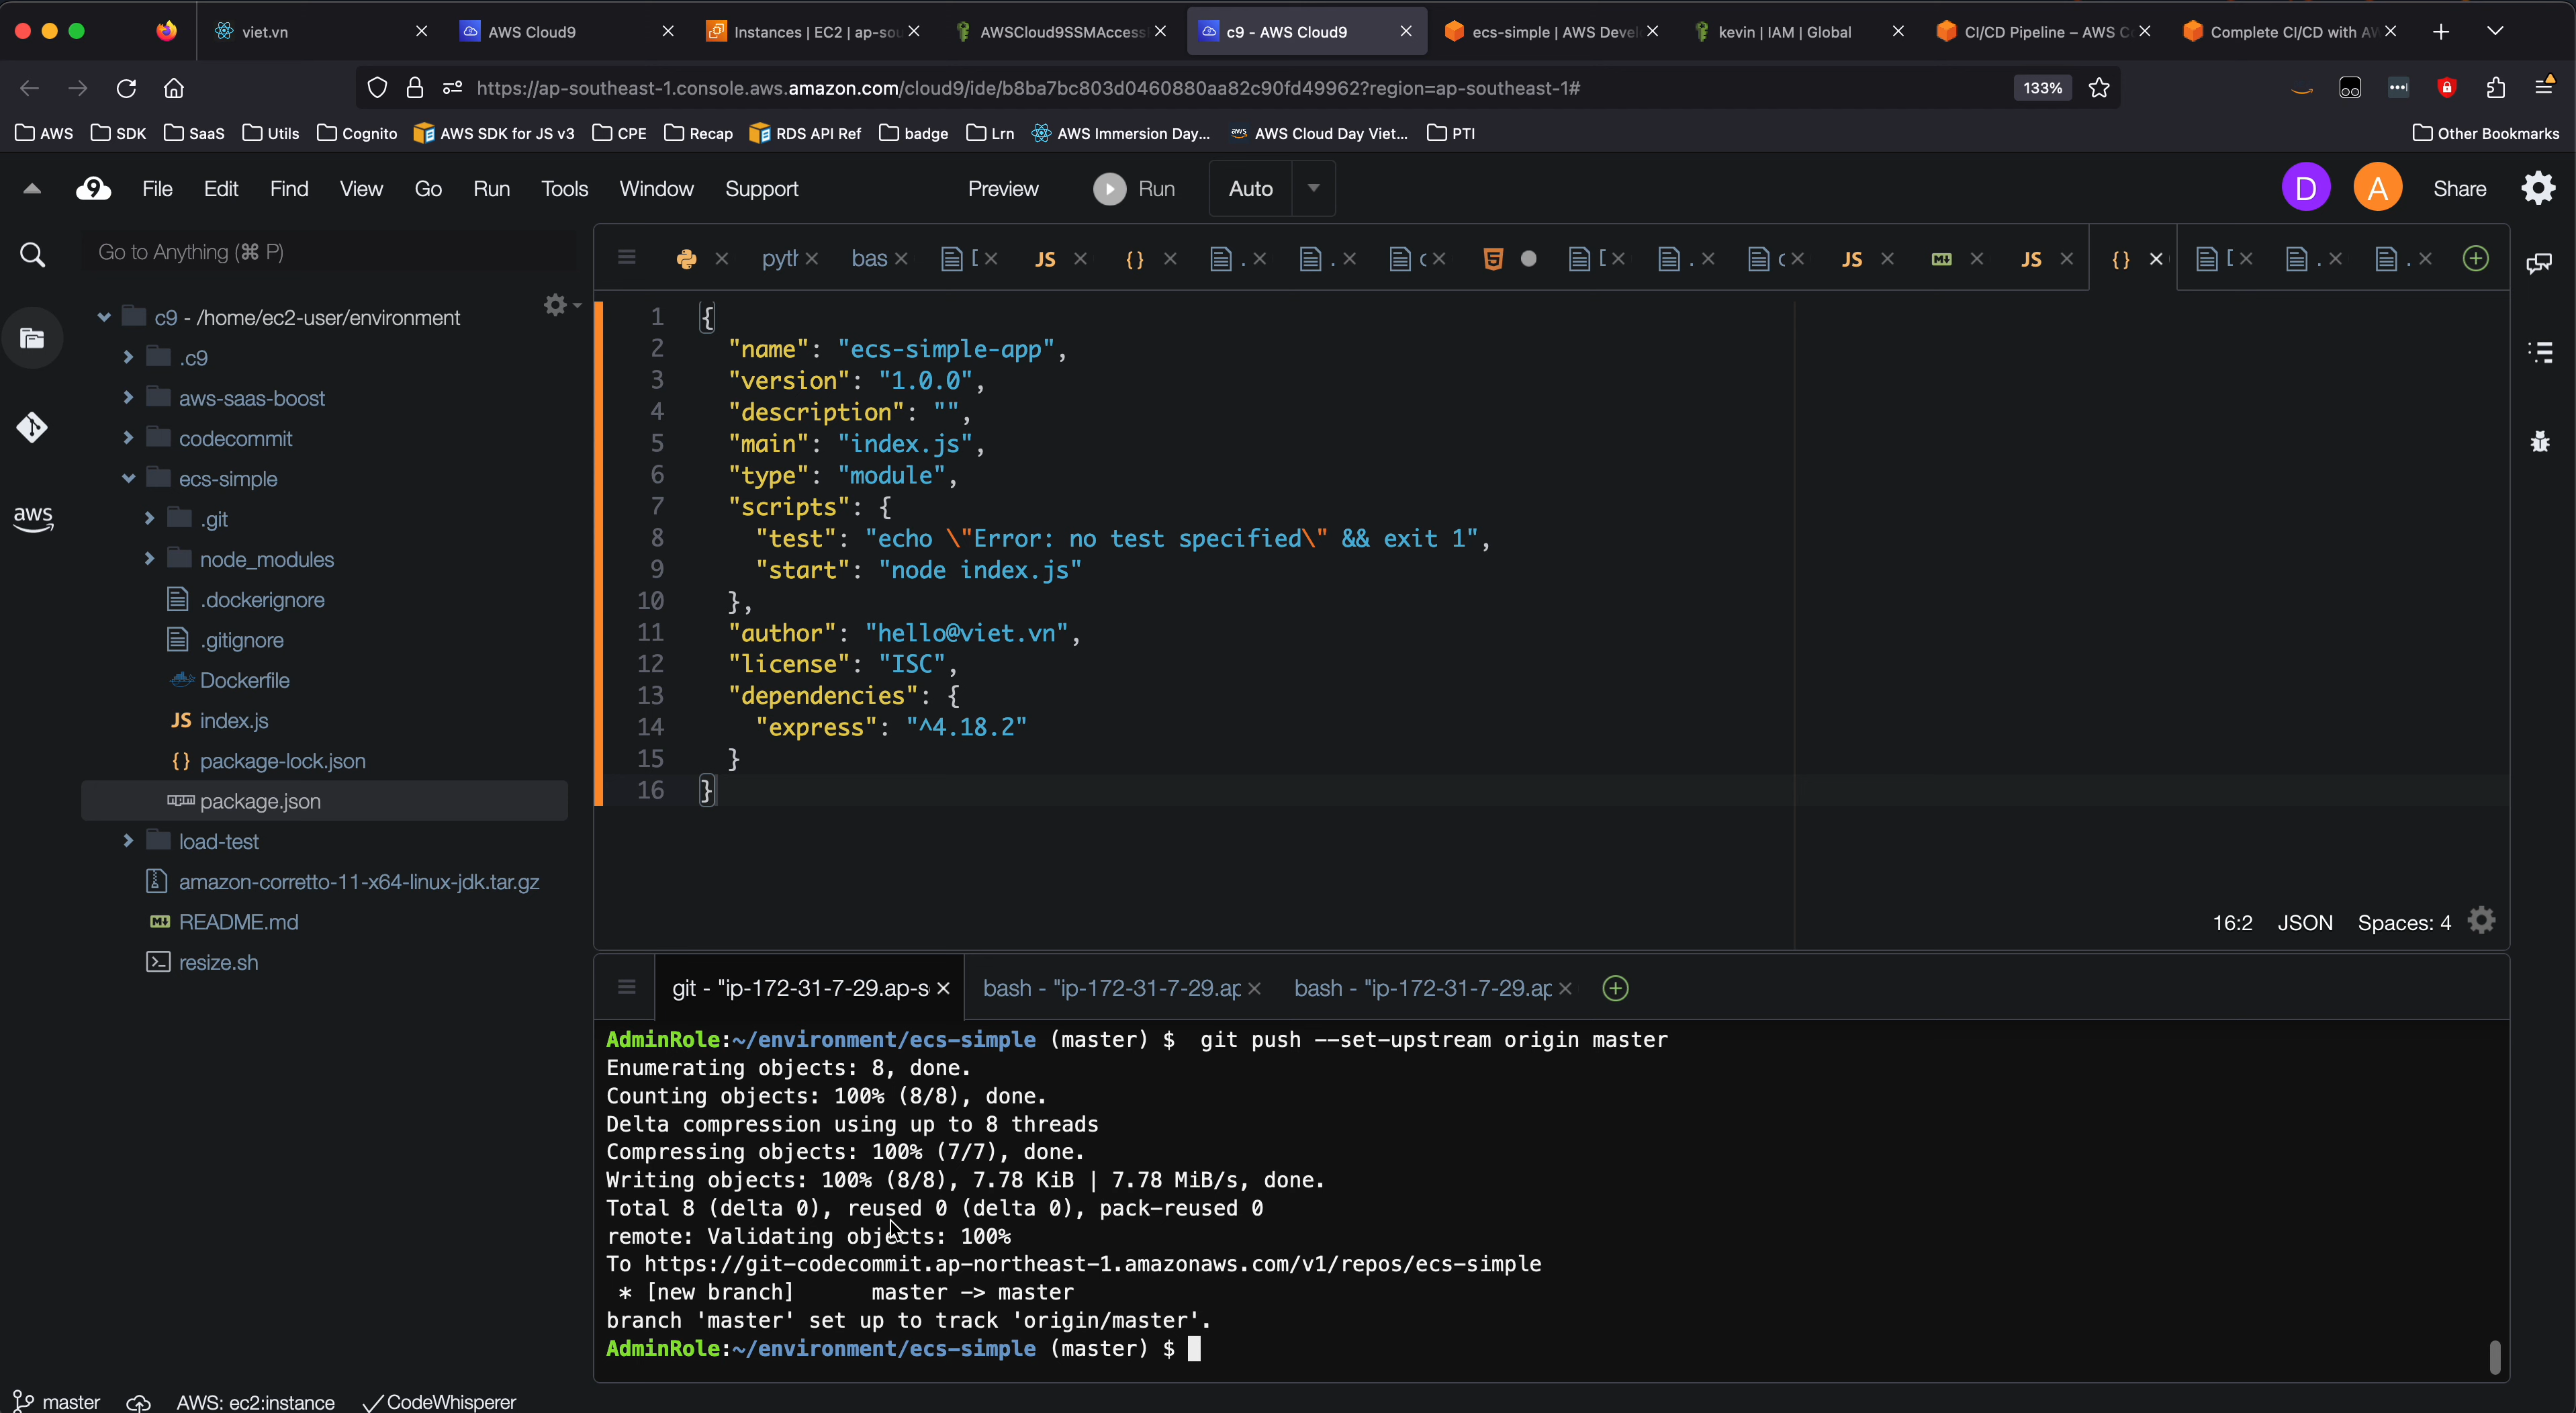 viet.vn
AWS Cloud9
Instances | EC2 | ap-sou
AWSCloud9SSMAccess
c9 - AWS Cloud9
ecs-simple | AWS Devel
kevin | IAM | Global
CI/CD Pipeline – AWS C
Complete CI/CD with AW
https://ap-southeast-1.console.aws.amazon.com/cloud9/ide/b8ba7bc803d0460880aa82c90fd49962?region=ap-southeast-1#
133%
AWS
SDK
SaaS
Utils
Cognito
AWS SDK for JS v3
CPE
Recap
RDS API Ref
badge
Lrn
AWS Immersion Day...
aws
AWS Cloud Day Viet...
PTI
Other Bookmarks
9
File
Edit
Find
View
Go
Run
Tools
Window
Support
Preview
Run
Auto
D
A
Share
Go to Anything (⌘ P)
pyth
bas
[
JS
{}
.
.
c
[
.
c
JS
M
JS
{}
[
.
.
c9 - /home/ec2-user/environment
.c9
aws-saas-boost
codecommit
ecs-simple
.git
node_modules
.dockerignore
.gitignore
Dockerfile
JS index.js
{} package-lock.json
npm package.json
load-test
amazon-corretto-11-x64-linux-jdk.tar.gz
M README.md
resize.sh
aws
1 {
2 "name": "ecs-simple-app",
3 "version": "1.0.0",
4 "description": "",
5 "main": "index.js",
6 "type": "module",
7 "scripts": {
8 "test": "echo \"Error: no test specified\" && exit 1",
9 "start": "node index.js"
10 },
11 "author": "hello@viet.vn",
12 "license": "ISC",
13 "dependencies": {
14 "express": "^4.18.2"
15 }
16 }
16:2 JSON Spaces: 4
git - "ip-172-31-7-29.ap-s
bash - "ip-172-31-7-29.ap
bash - "ip-172-31-7-29.ap
AdminRole:~/environment/ecs-simple (master) $ git push --set-upstream origin master
Enumerating objects: 8, done.
Counting objects: 100% (8/8), done.
Delta compression using up to 8 threads
Compressing objects: 100% (7/7), done.
Writing objects: 100% (8/8), 7.78 KiB | 7.78 MiB/s, done.
Total 8 (delta 0), reused 0 (delta 0), pack-reused 0
remote: Validating objects: 100%
To https://git-codecommit.ap-northeast-1.amazonaws.com/v1/repos/ecs-simple
* [new branch] master -> master
branch 'master' set up to track 'origin/master'.
AdminRole:~/environment/ecs-simple (master) $
master
AWS: ec2:instance
CodeWhisperer